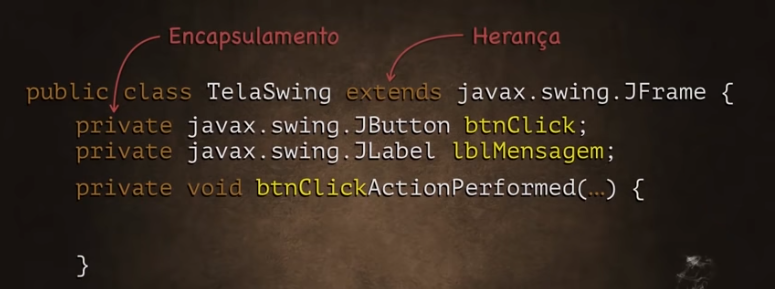 Encapsulamento Herança
public class TelaSwing extends javax.swing.JFrame {
private javax.swing.JButton btnClick;
private javax.swing.JLabel lblMensagem;
private void btnClickActionPerformed(…) {
}